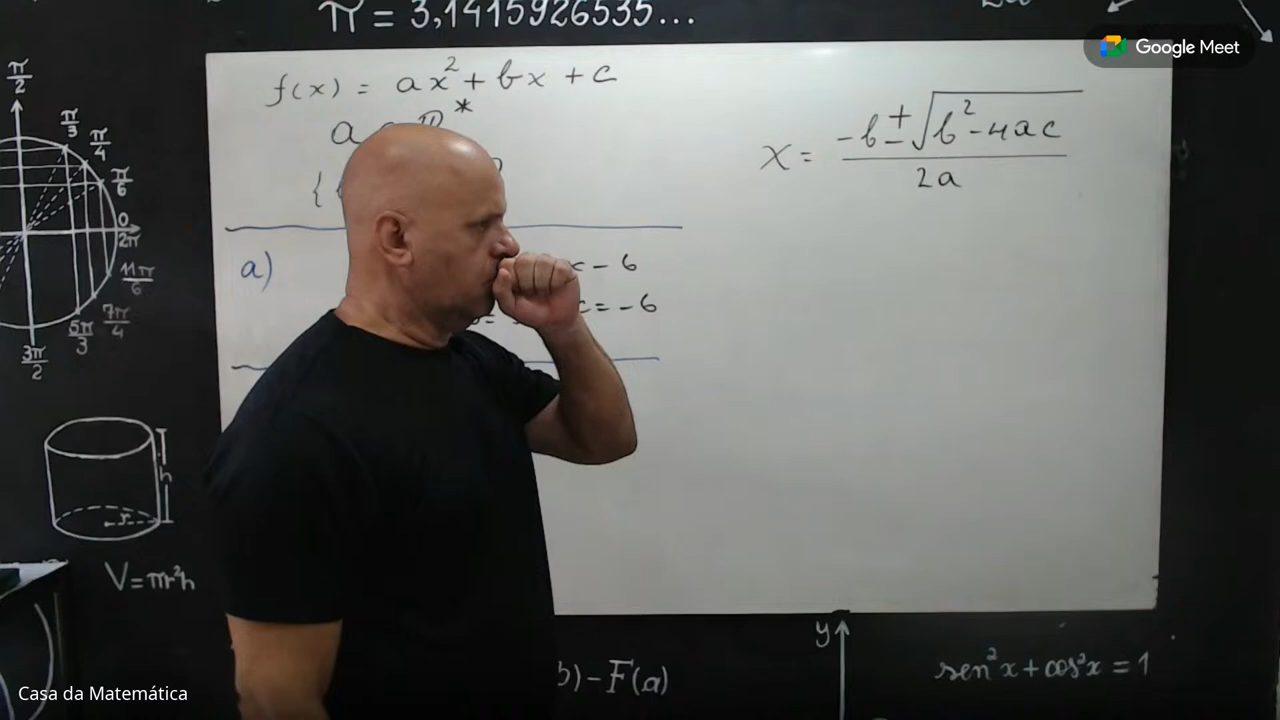 π = 3,1415926535...
Google Meet
f(x) = ax² + bx + c
a
*
{
x = (-b ± √(b² - 4ac)) / 2a
a)
- 6
c = - 6
π/2
π/3
π/4
π/6
0
2π
11π/6
7π/4
5π/3
3π/2
h
r
V = πr²h
b) - F(a)
y
sen²x + cos²x = 1
Casa da Matemática